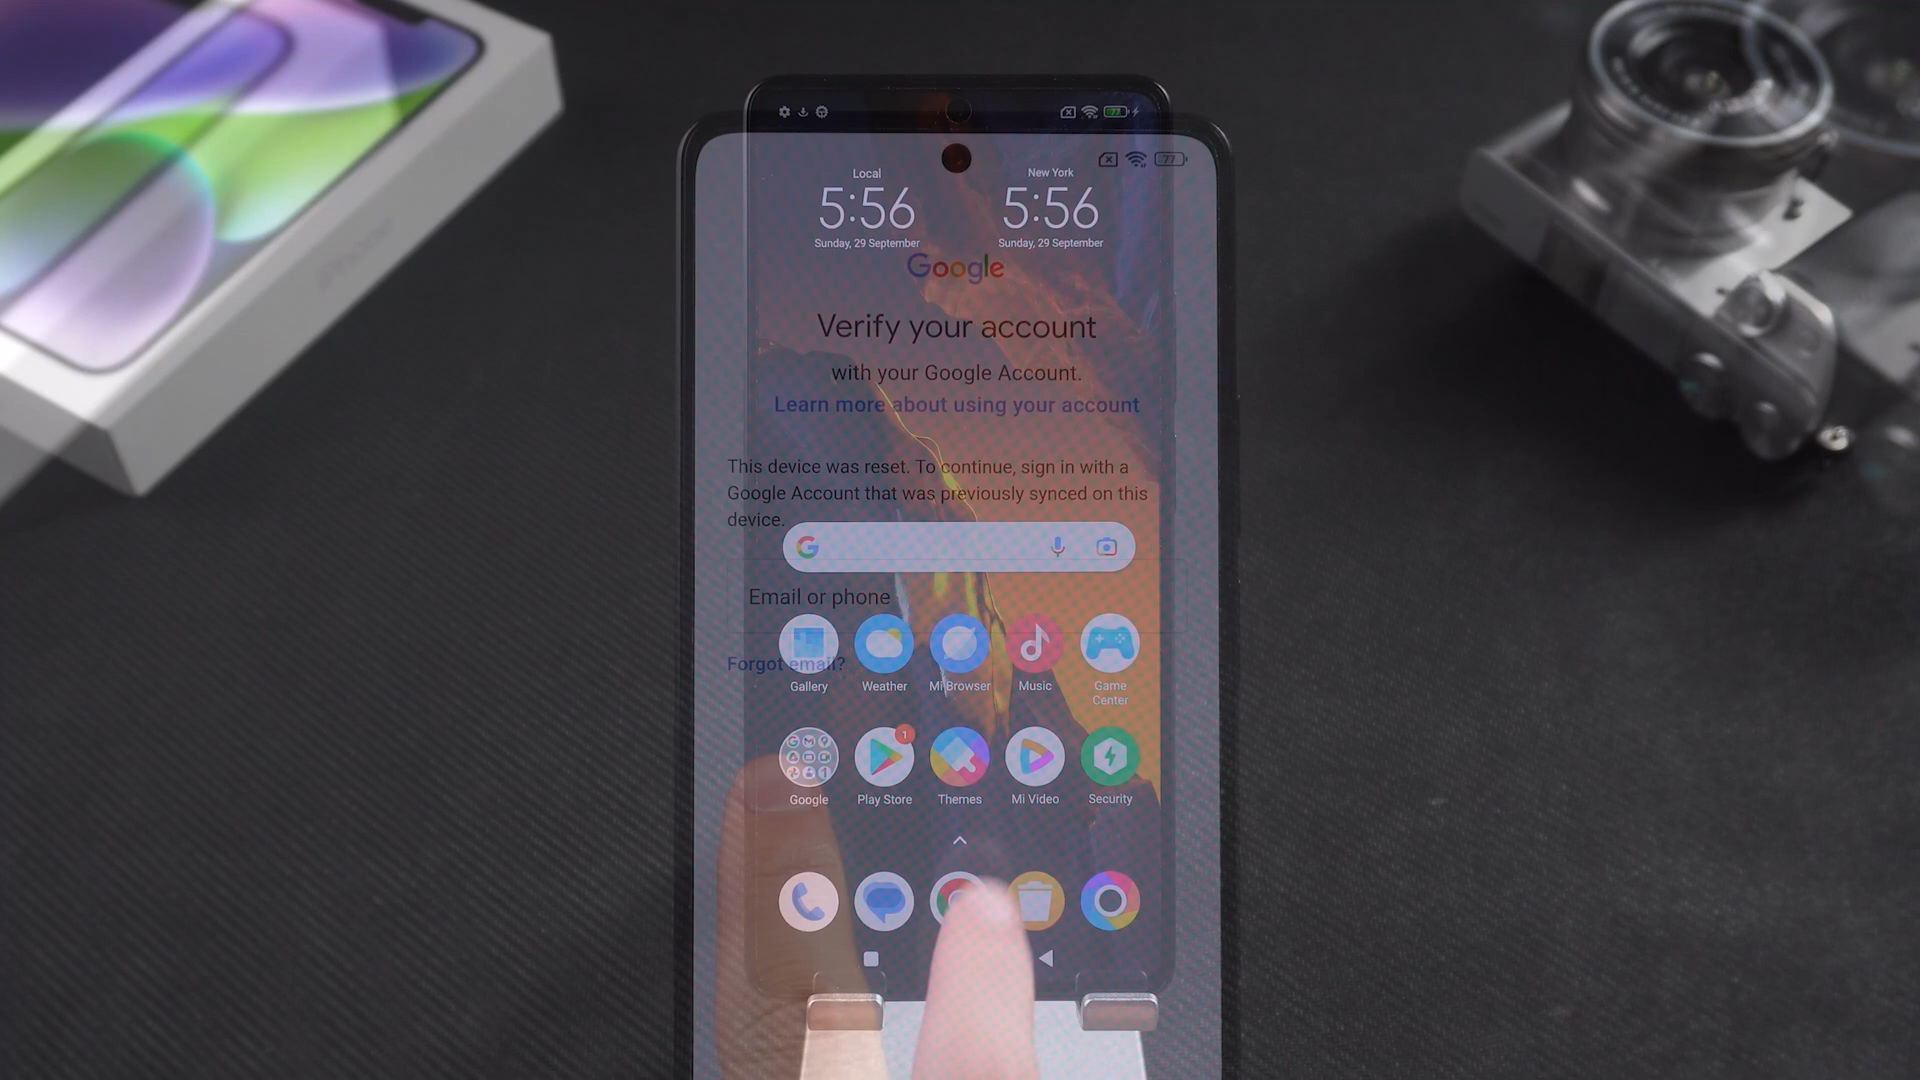 77
77
Local
New York
5:56
5:56
Sunday, 29 September
Sunday, 29 September
Google
Verify your account
with your Google Account.
Learn more about using your account
This device was reset. To continue, sign in with a
Google Account that was previously synced on this
device.
Email or phone
Forgot email?
Gallery
Weather
Mi Browser
Music
Game
Center
1
Google
Play Store
Themes
Mi Video
Security